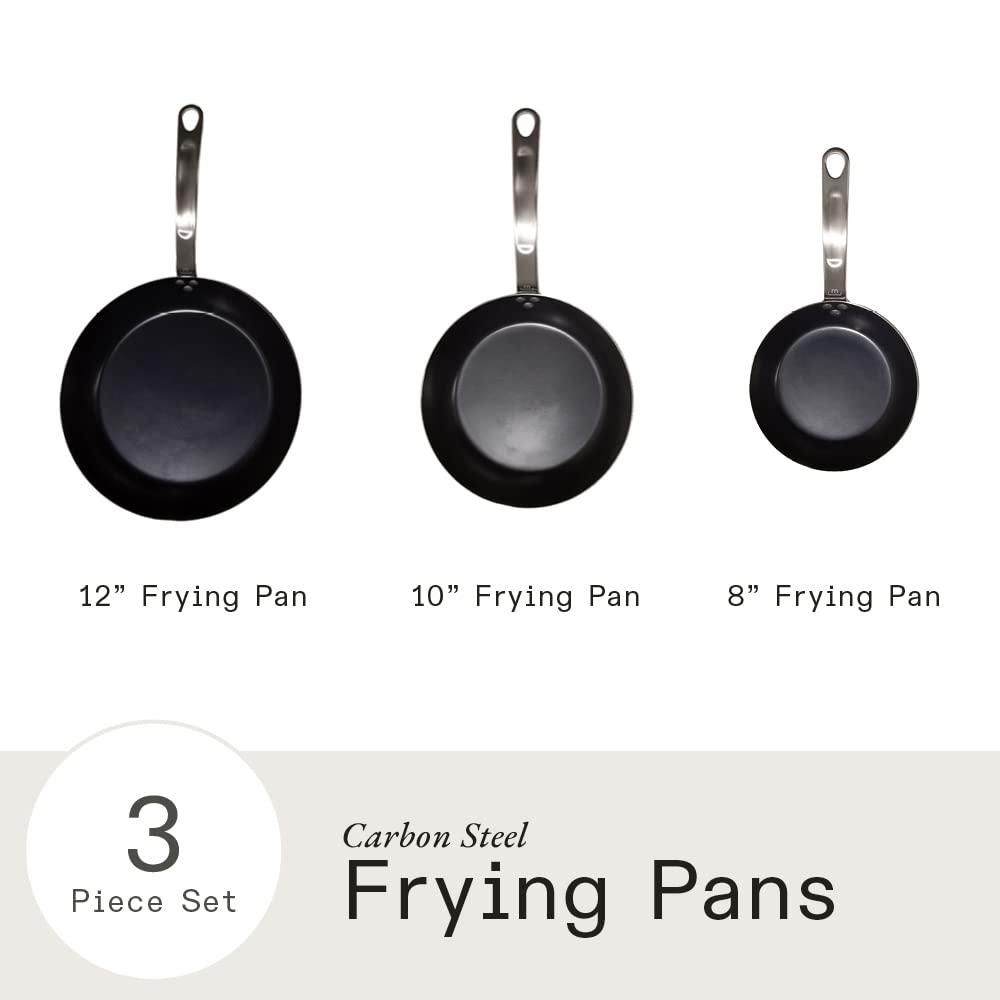 12” Frying Pan
10” Frying Pan
8” Frying Pan
3
Piece Set
Carbon Steel
Frying Pans